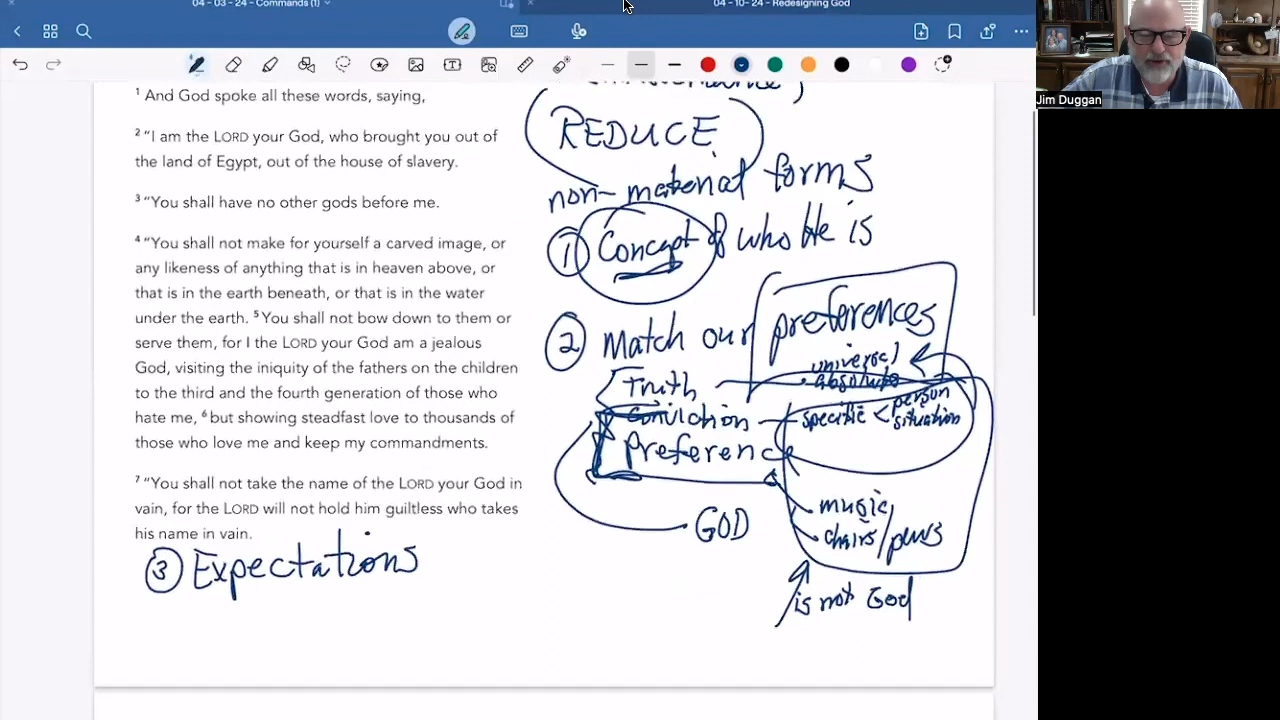 04 - 03 - 24 - Commands (1)
04 - 10 - 24 - Redesigning God
Jim Duggan
1 And God spoke all these words, saying,
2 “I am the LORD your God, who brought you out of
the land of Egypt, out of the house of slavery.
3 “You shall have no other gods before me.
4 “You shall not make for yourself a carved image, or
any likeness of anything that is in heaven above, or
that is in the earth beneath, or that is in the water
under the earth. 5 You shall not bow down to them or
serve them, for I the LORD your God am a jealous
God, visiting the iniquity of the fathers on the children
to the third and the fourth generation of those who
hate me, 6 but showing steadfast love to thousands of
those who love me and keep my commandments.
7 “You shall not take the name of the LORD your God in
vain, for the LORD will not hold him guiltless who takes
his name in vain.
3 Expectations
REDUCE
non-material forms
1 Concept of who He is
2 Match our preferences
universal
Truth absolute
Conviction specific < person
situation
Preference
music
GOD
chairs/pews
is not God